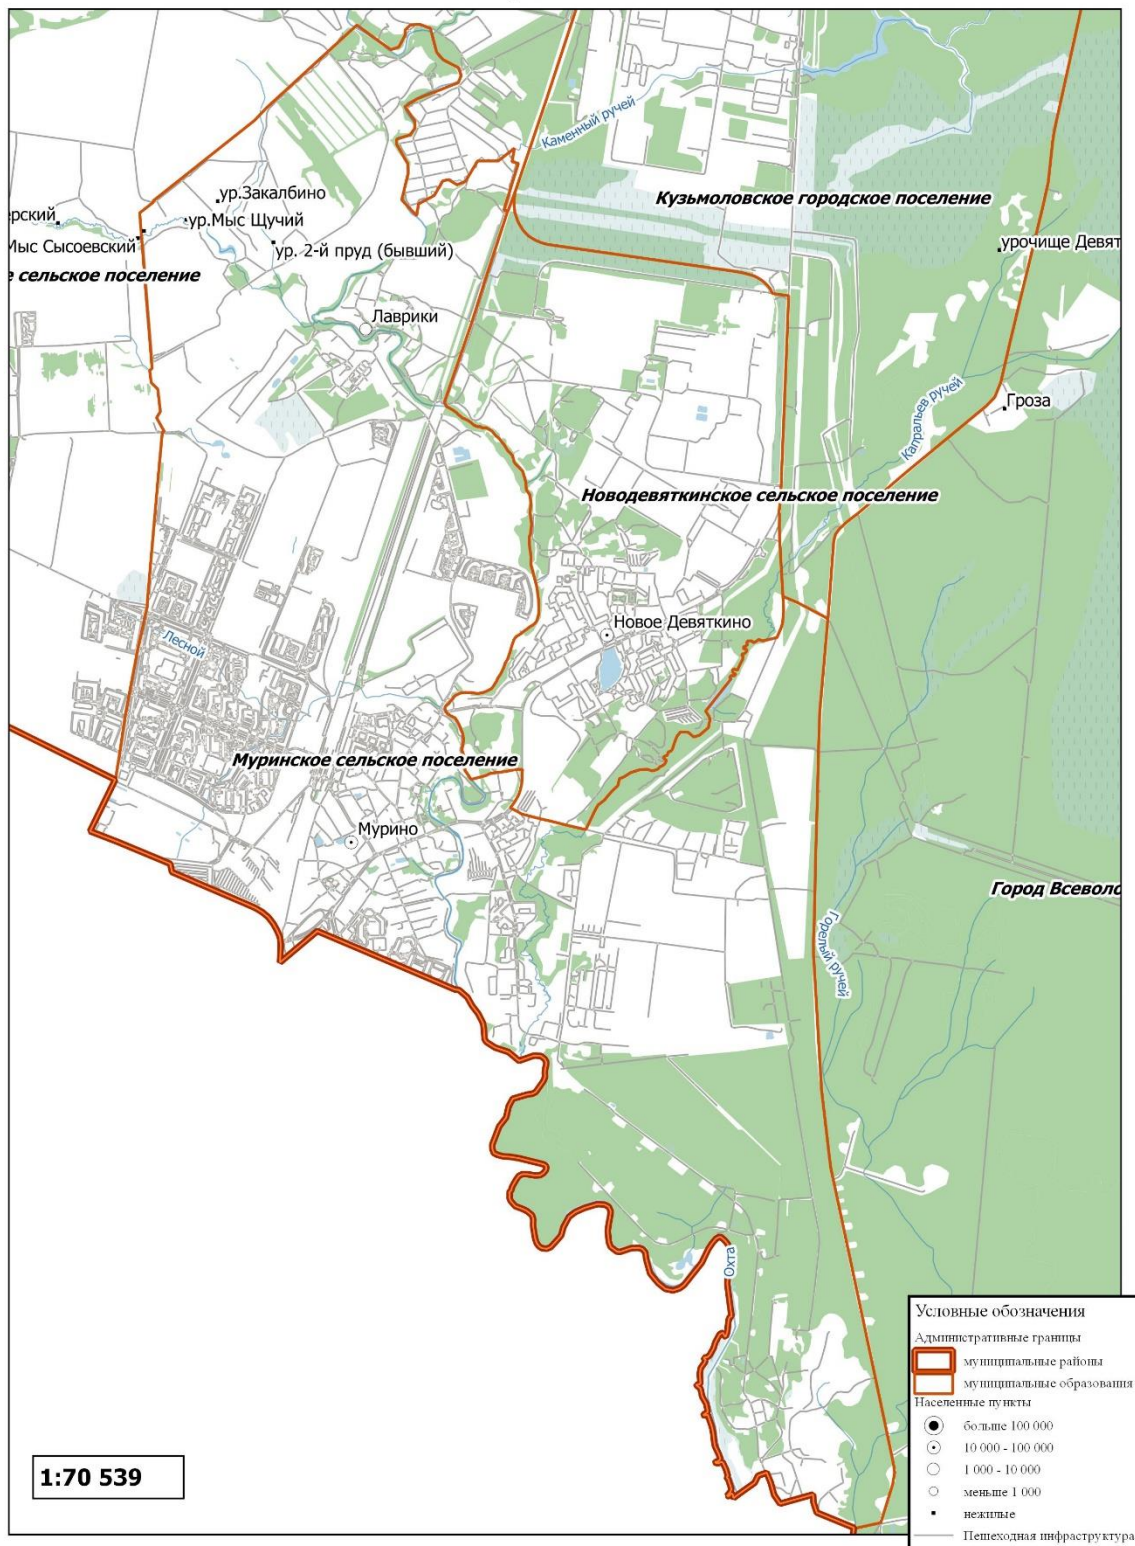 Каменный ручей
Кузьмоловское городское поселение
ур.Закалбино
ерский
ур.Мыс Щучий
Мыс Сысоевский
ур. 2-й пруд (бывший)
урочище Девят
е сельское поселение
Лаврики
Капральев ручей
Гроза
Новодевяткинское сельское поселение
Новое Девяткино
Лесной
Муринское сельское поселение
Мурино
Город Всеволо
Горелый ручей
Охта
Условные обозначения
Административные границы
муниципальные районы
муниципальные образования
Населенные пункты
больше 100 000
10 000 - 100 000
1 000 - 10 000
меньше 1 000
нежилые
Пешеходная инфраструктура
1:70 539